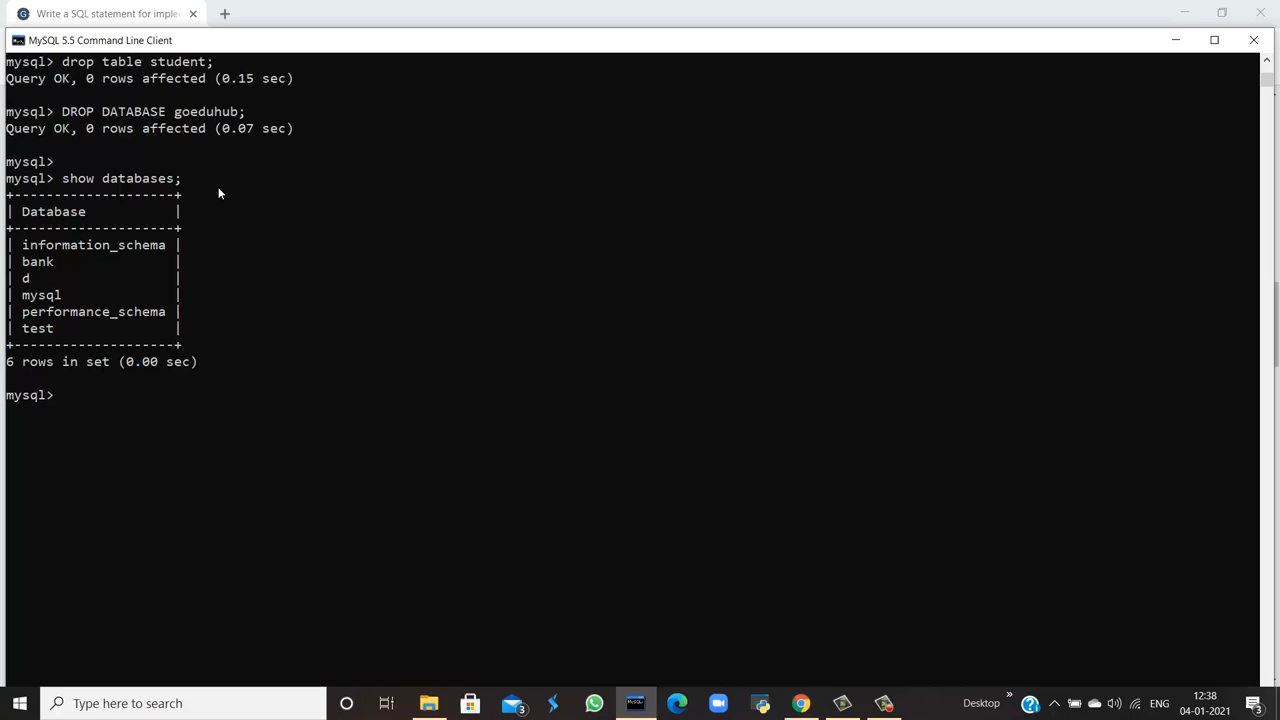 Write a SQL statement for imple
MySQL 5.5 Command Line Client
mysql> drop table student;
Query OK, 0 rows affected (0.15 sec)
mysql> DROP DATABASE goeduhub;
Query OK, 0 rows affected (0.07 sec)
mysql>
mysql> show databases;
+--------------------+
| Database           |
+--------------------+
| information_schema |
| bank               |
| d                  |
| mysql              |
| performance_schema |
| test               |
+--------------------+
6 rows in set (0.00 sec)
mysql>
Type here to search
3
Desktop
ENG
12:38
04-01-2021
3